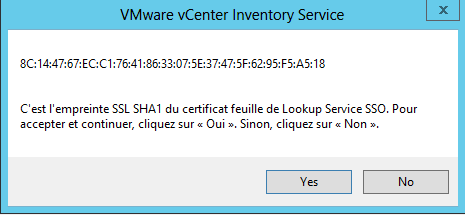 VMware vCenter Inventory Service
x
8C:14:47:67:EC:C1:76:41:86:33:07:5E:37:47:5F:62:95:F5:A5:18
C'est l'empreinte SSL SHA1 du certificat feuille de Lookup Service SSO. Pour
accepter et continuer, cliquez sur « Oui ». Sinon, cliquez sur « Non ».
Yes
No